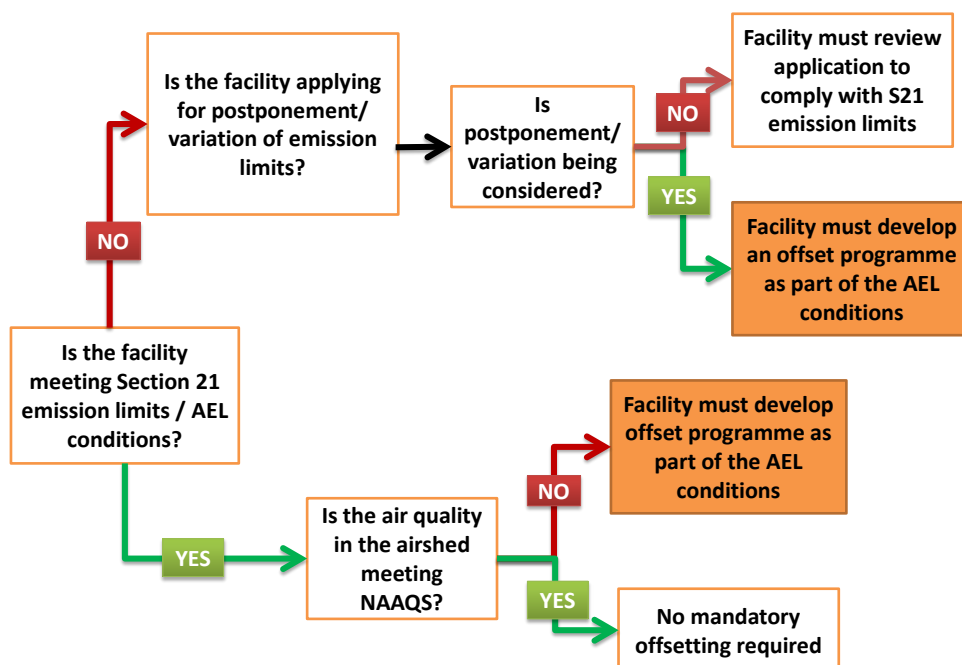 Is the facility applying
for postponement/
variation of emission
limits?
Is
postponement/
variation being
considered?
NO
Facility must review
application to
comply with S21
emission limits
YES
Facility must develop
an offset programme
as part of the AEL
conditions
NO
Is the facility
meeting Section 21
emission limits / AEL
conditions?
YES
Is the air quality
in the airshed
meeting
NAAQS?
NO
Facility must develop
offset programme as
part of the AEL
conditions
YES
No mandatory
offsetting required